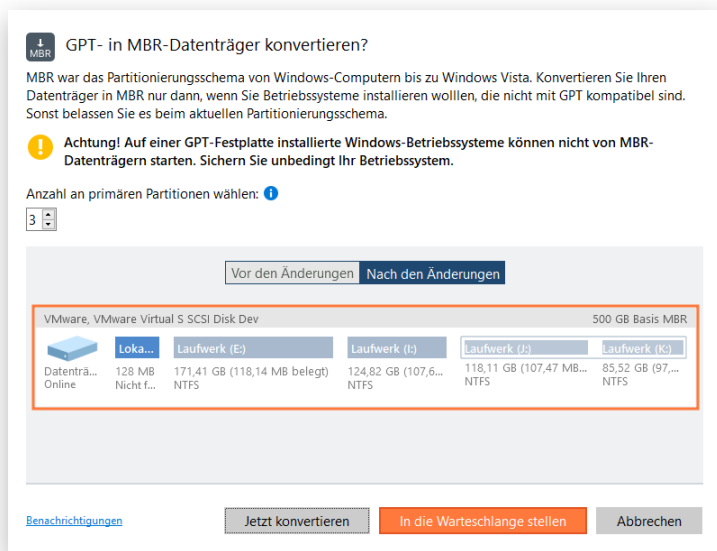 MBR
GPT- in MBR-Datenträger konvertieren?
MBR war das Partitionierungsschema von Windows-Computern bis zu Windows Vista. Konvertieren Sie Ihren
Datenträger in MBR nur dann, wenn Sie Betriebssysteme installieren wolllen, die nicht mit GPT kompatibel sind.
Sonst belassen Sie es beim aktuellen Partitionierungsschema.
Achtung! Auf einer GPT-Festplatte installierte Windows-Betriebssysteme können nicht von MBR-
Datenträgern starten. Sichern Sie unbedingt Ihr Betriebssystem.
Anzahl an primären Partitionen wählen:
3
Vor den Änderungen Nach den Änderungen
VMware, VMware Virtual S SCSI Disk Dev 500 GB Basis MBR
Loka... Laufwerk (E:) Laufwerk (I:) Laufwerk (J:) Laufwerk (K:)
Datenträ... 128 MB 171,41 GB (118,14 MB belegt) 124,82 GB (107,6... 118,11 GB (107,47 MB... 85,52 GB (97,...
Online Nicht f... NTFS NTFS NTFS NTFS
Benachrichtigungen Jetzt konvertieren In die Warteschlange stellen Abbrechen